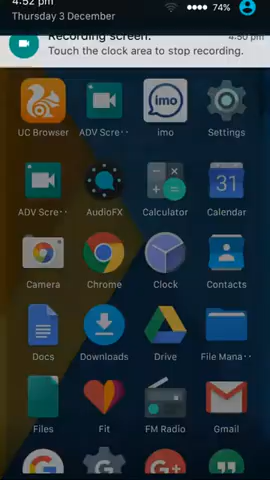 4:52 pm
74%
Thursday 3 December
Recording screen.
4:50 pm
Touch the clock area to stop recording.
UC Browser
ADV Scre··
imo
imo
Settings
ADV Scre··
AudioFX
Calculator
31
Calendar
Camera
Chrome
Clock
Contacts
Docs
Downloads
Drive
File Mana··
Files
Fit
FM Radio
Gmail